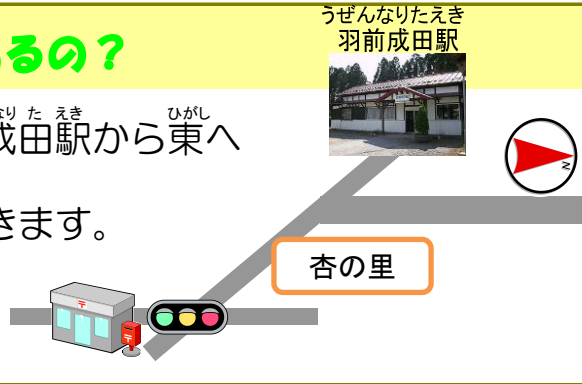 うぜんなりたえき
羽前成田駅
るの？
なりたえき ひがし
成田駅から東へ
きます。
N
杏の里
〒